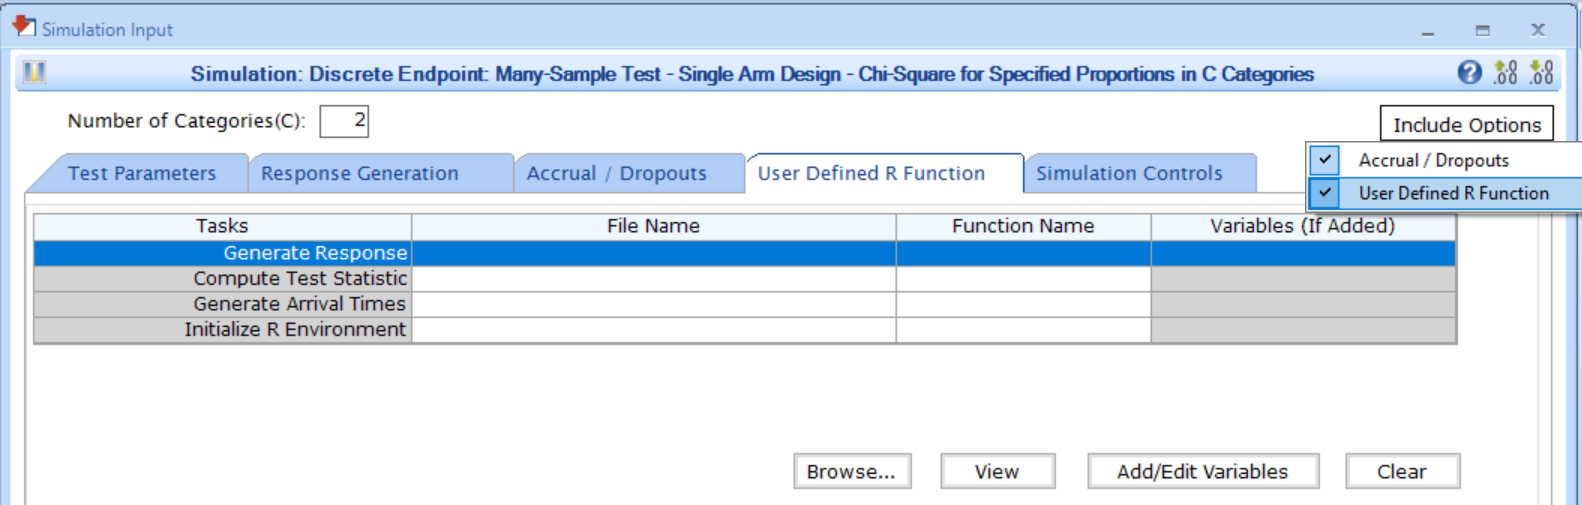 Simulation Input
Simulation: Discrete Endpoint: Many-Sample Test - Single Arm Design - Chi-Square for Specified Proportions in C Categories
Number of Categories(C): 2
Include Options
Accrual / Dropouts
User Defined R Function
Test Parameters Response Generation Accrual / Dropouts User Defined R Function Simulation Controls
Tasks File Name Function Name Variables (If Added)
Generate Response
Compute Test Statistic
Generate Arrival Times
Initialize R Environment
Browse... View Add/Edit Variables Clear